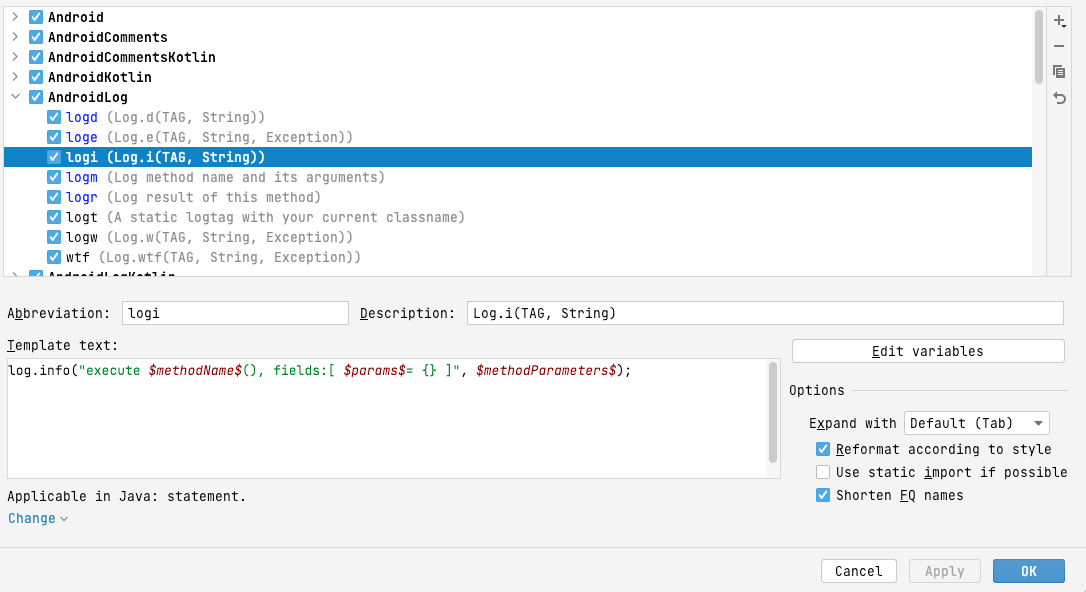 Android
AndroidComments
AndroidCommentsKotlin
AndroidKotlin
AndroidLog
logd (Log.d(TAG, String))
loge (Log.e(TAG, String, Exception))
logi (Log.i(TAG, String))
logm (Log method name and its arguments)
logr (Log result of this method)
logt (A static logtag with your current classname)
logw (Log.w(TAG, String, Exception))
wtf (Log.wtf(TAG, String, Exception))
AndroidLogKotlin
Abbreviation: logi Description: Log.i(TAG, String)
Template text:
log.info("execute $methodName$(), fields:[ $params$= {} ]", $methodParameters$);
Edit variables
Options
Expand with Default (Tab)
Reformat according to style
Use static import if possible
Shorten FQ names
Applicable in Java: statement.
Change
Cancel Apply OK